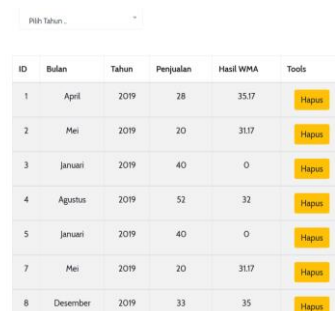 Pilih Tahun ..
ID Bulan Tahun Penjualan Hasil WMA Tools
1 April 2019 28 35.17 Hapus
2 Mei 2019 20 31.17 Hapus
3 Januari 2019 40 0 Hapus
4 Agustus 2019 52 32 Hapus
5 Januari 2019 40 0 Hapus
7 Mei 2019 20 31.17 Hapus
8 Desember 2019 33 35 Hapus